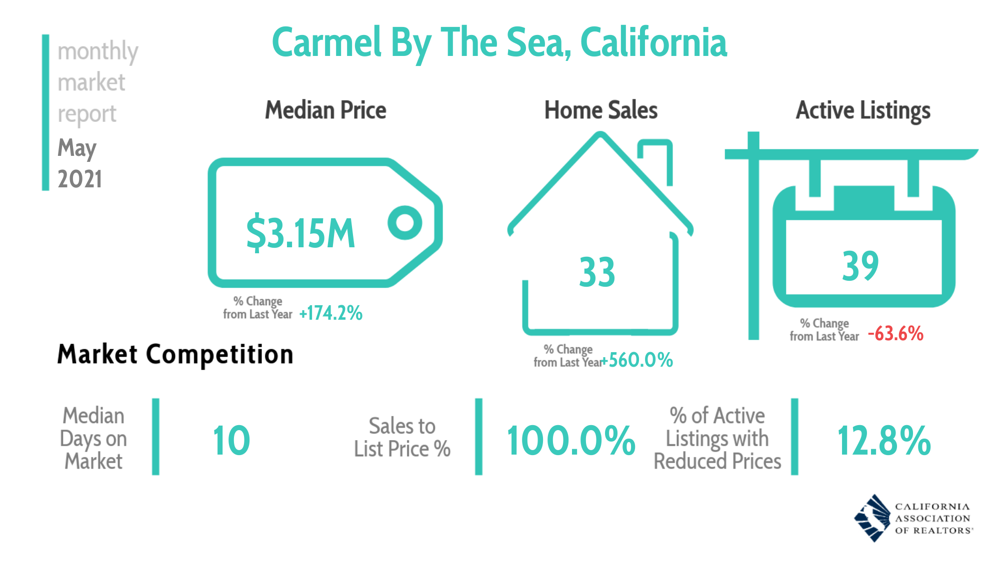 monthly
market
report
May
2021
Carmel By The Sea, California
Median Price
$3.15M
% Change
from Last Year +174.2%
Home Sales
33
% Change
from Last Year +560.0%
Active Listings
39
% Change
from Last Year -63.6%
Market Competition
Median
Days on
Market
10
Sales to
List Price %
100.0%
% of Active
Listings with
Reduced Prices
12.8%
CALIFORNIA
ASSOCIATION
OF REALTORS®